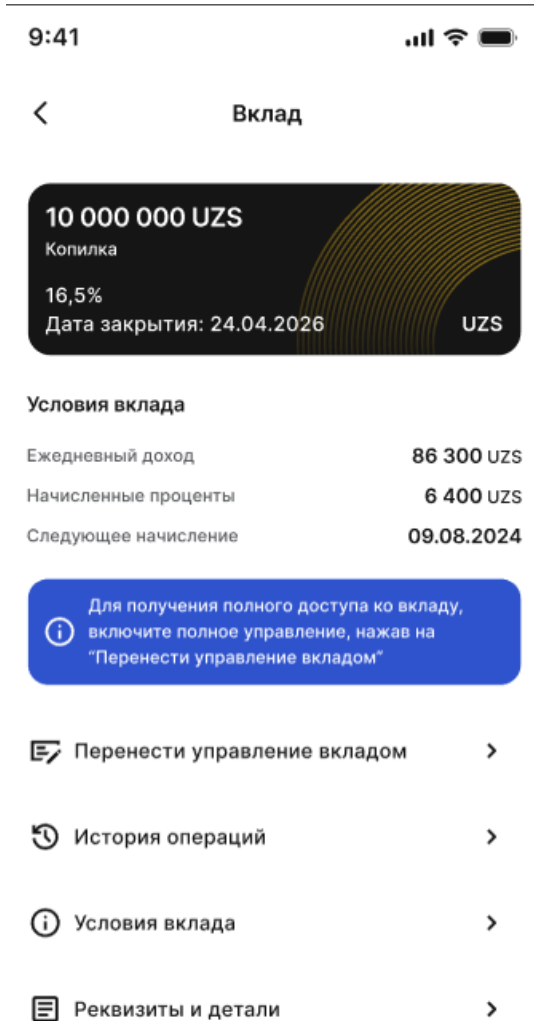 9:41
Вклад
10 000 000 UZS
Копилка
16,5%
Дата закрытия: 24.04.2026
UZS
Условия вклада
Ежедневный доход 86 300 UZS
Начисленные проценты 6 400 UZS
Следующее начисление 09.08.2024
Для получения полного доступа ко вкладу,
включите полное управление, нажав на
“Перенести управление вкладом”
Перенести управление вкладом
История операций
Условия вклада
Реквизиты и детали